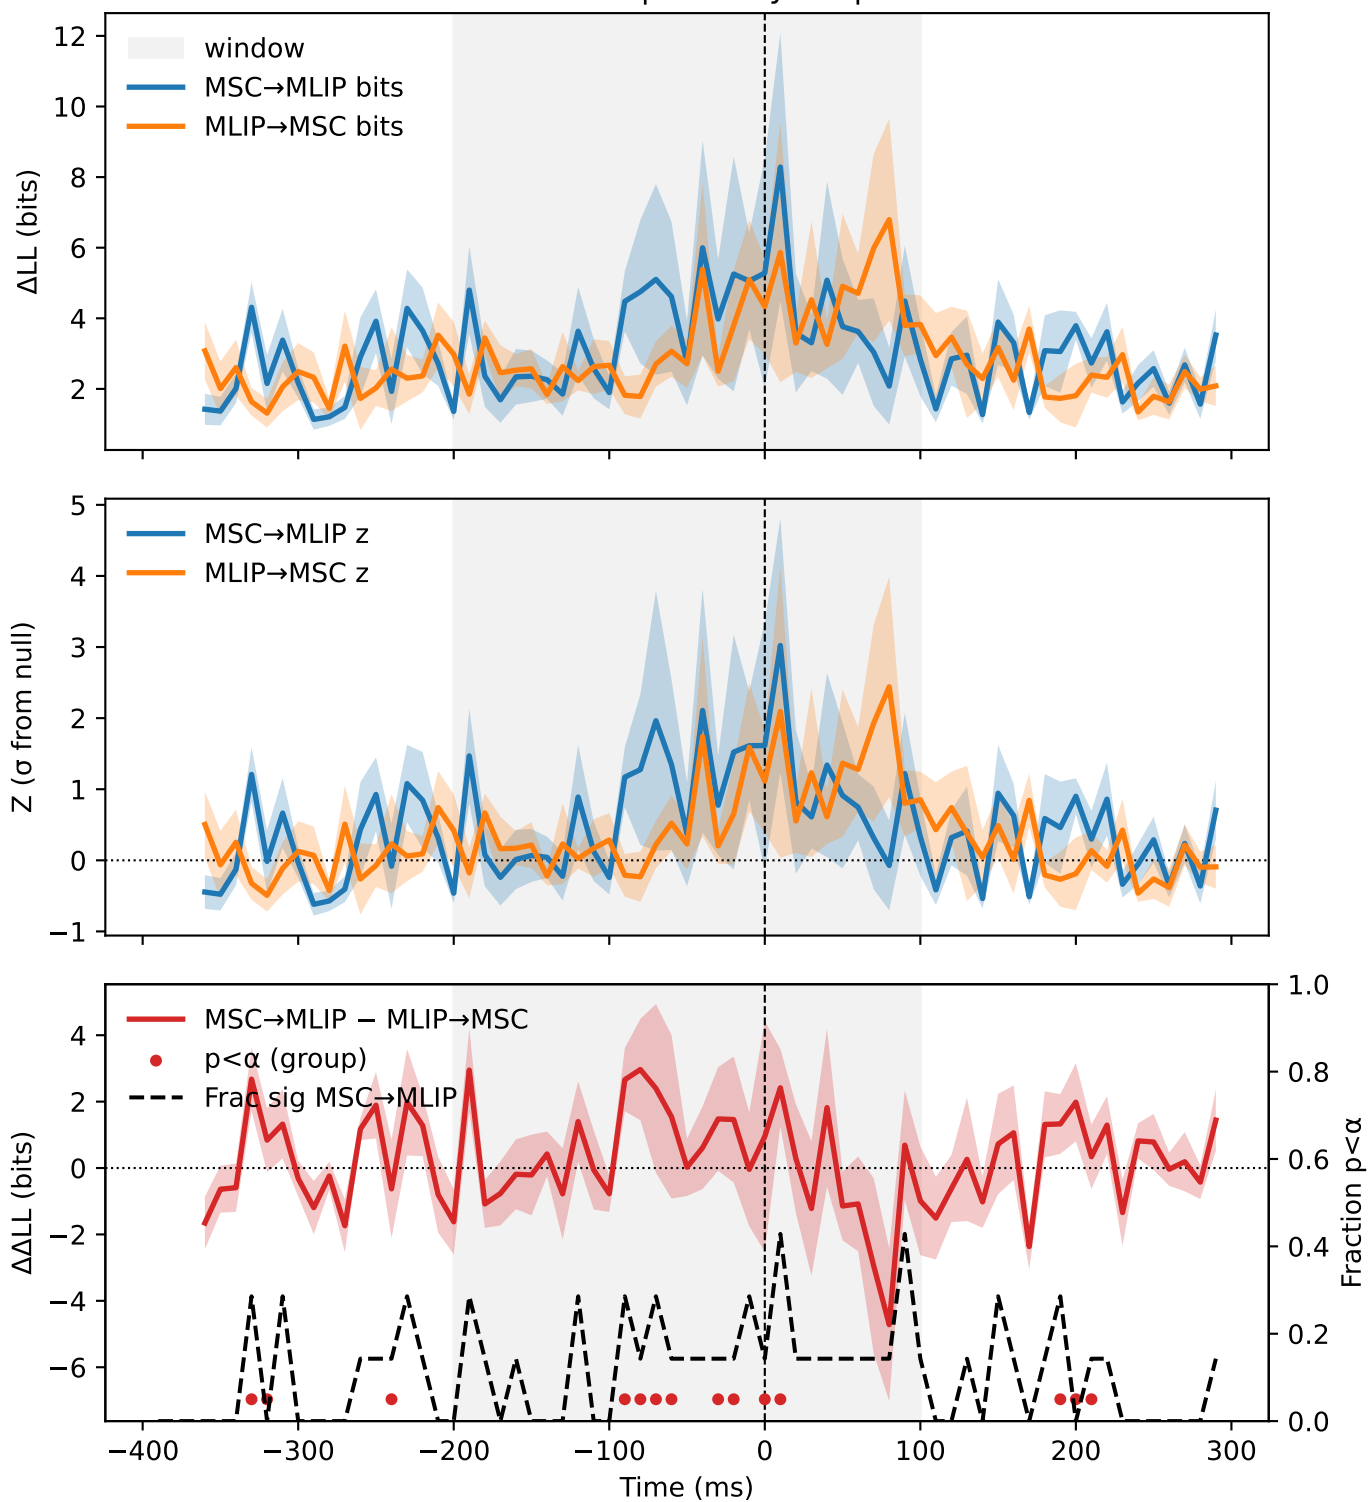 12
10
8
6
4
2
ΔLL (bits)
window
MSC→MLIP bits
MLIP→MSC bits
5
4
3
2
1
0
−1
Z (σ from null)
MSC→MLIP z
MLIP→MSC z
4
2
0
−2
−4
−6
ΔΔLL (bits)
MSC→MLIP − MLIP→MSC
p<α (group)
Frac sig MSC→MLIP
1.0
0.8
0.6
0.4
0.2
0.0
Fraction p<α
−400 −300 −200 −100 0 100 200 300
Time (ms)